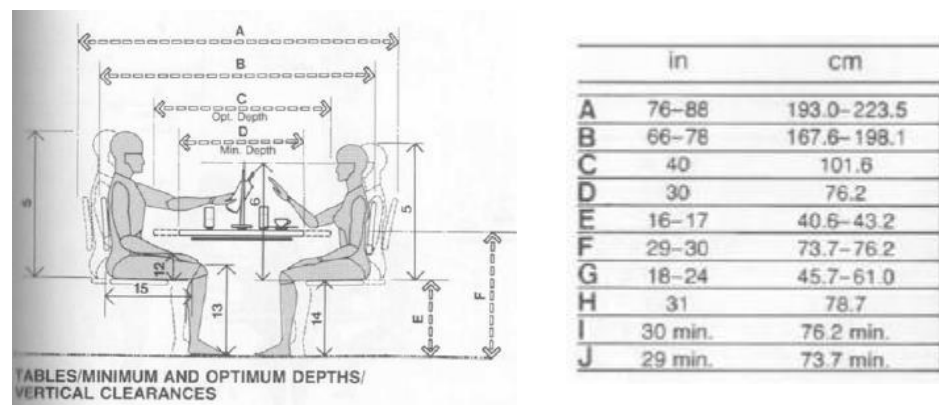 A
B
C
Opt. Depth
D
Min. Depth
5
6
5
12
15
13
14
E
F
TABLES/MINIMUM AND OPTIMUM DEPTHS/
VERTICAL CLEARANCES
in cm
A 76–88 193.0–223.5
B 66–78 167.6–198.1
C 40 101.6
D 30 76.2
E 16–17 40.6–43.2
F 29–30 73.7–76.2
G 18–24 45.7–61.0
H 31 78.7
I 30 min. 76.2 min.
J 29 min. 73.7 min.